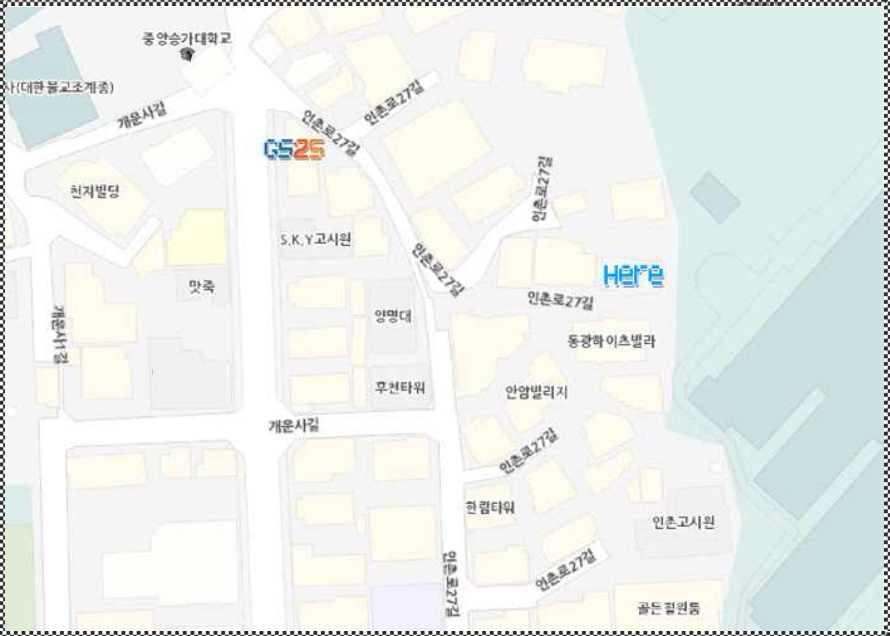 중앙승가대학교
사(대한불교조계종)
개운사길
인촌로27길
인촌로27길
GS25
천지빌딩
인촌로27길
S.K.Y고시원
인촌로27길
Here
맛죽
인촌로27길
양명대
개운사1길
동광하이츠빌라
후천타워
안암빌리지
개운사길
인촌로27길
한림타워
인촌고시원
인촌로27길
인촌로27길
골든힐원룸